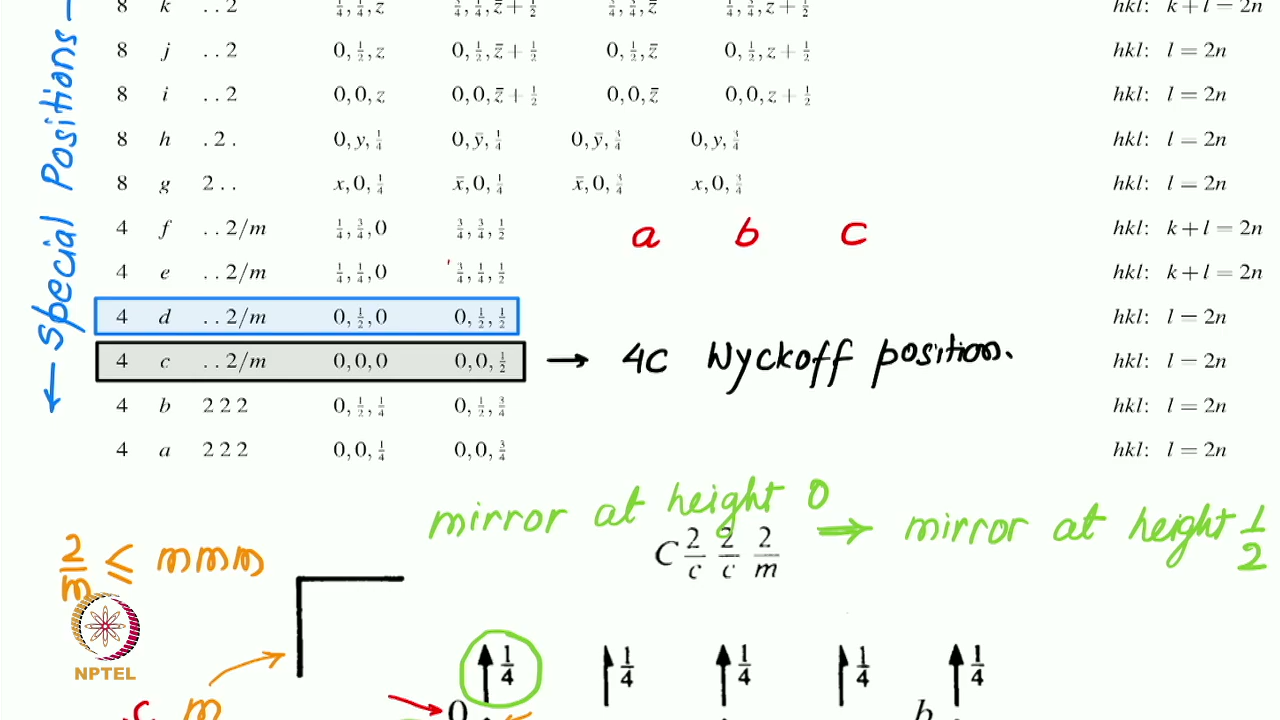 8 k . . 2 1/4, 3/4, z 3/4, 3/4, z̄ + 1/2 3/4, 3/4, z̄ 1/4, 3/4, z + 1/2 hkl: k + l = 2n
8 j . . 2 0, 1/2, z 0, 1/2, z̄ + 1/2 0, 1/2, z̄ 0, 1/2, z + 1/2 hkl: l = 2n
8 i . . 2 0, 0, z 0, 0, z̄ + 1/2 0, 0, z̄ 0, 0, z + 1/2 hkl: l = 2n
8 h . 2 . 0, y, 1/4 0, ȳ, 1/4 0, ȳ, 3/4 0, y, 3/4 hkl: l = 2n
8 g 2 . . x, 0, 1/4 x̄, 0, 1/4 x̄, 0, 3/4 x, 0, 3/4 hkl: l = 2n
4 f . . 2/m 1/4, 3/4, 0 3/4, 3/4, 1/2 hkl: k + l = 2n
a b c
4 e . . 2/m 1/4, 1/4, 0 3/4, 1/4, 1/2 hkl: k + l = 2n
4 d . . 2/m 0, 1/2, 0 0, 1/2, 1/2 hkl: l = 2n
4 c . . 2/m 0, 0, 0 0, 0, 1/2 hkl: l = 2n
→ 4c Wyckoff position.
4 b 2 2 2 0, 1/2, 1/4 0, 1/2, 3/4 hkl: l = 2n
4 a 2 2 2 0, 0, 1/4 0, 0, 3/4 hkl: l = 2n
← Special Positions →
mirror at height 0 ⇒ mirror at height 1/2
C 2/c 2/c 2/m
2/m ≤ mmm
1/4 1/4 1/4 1/4 1/4
NPTEL
c m 0 b